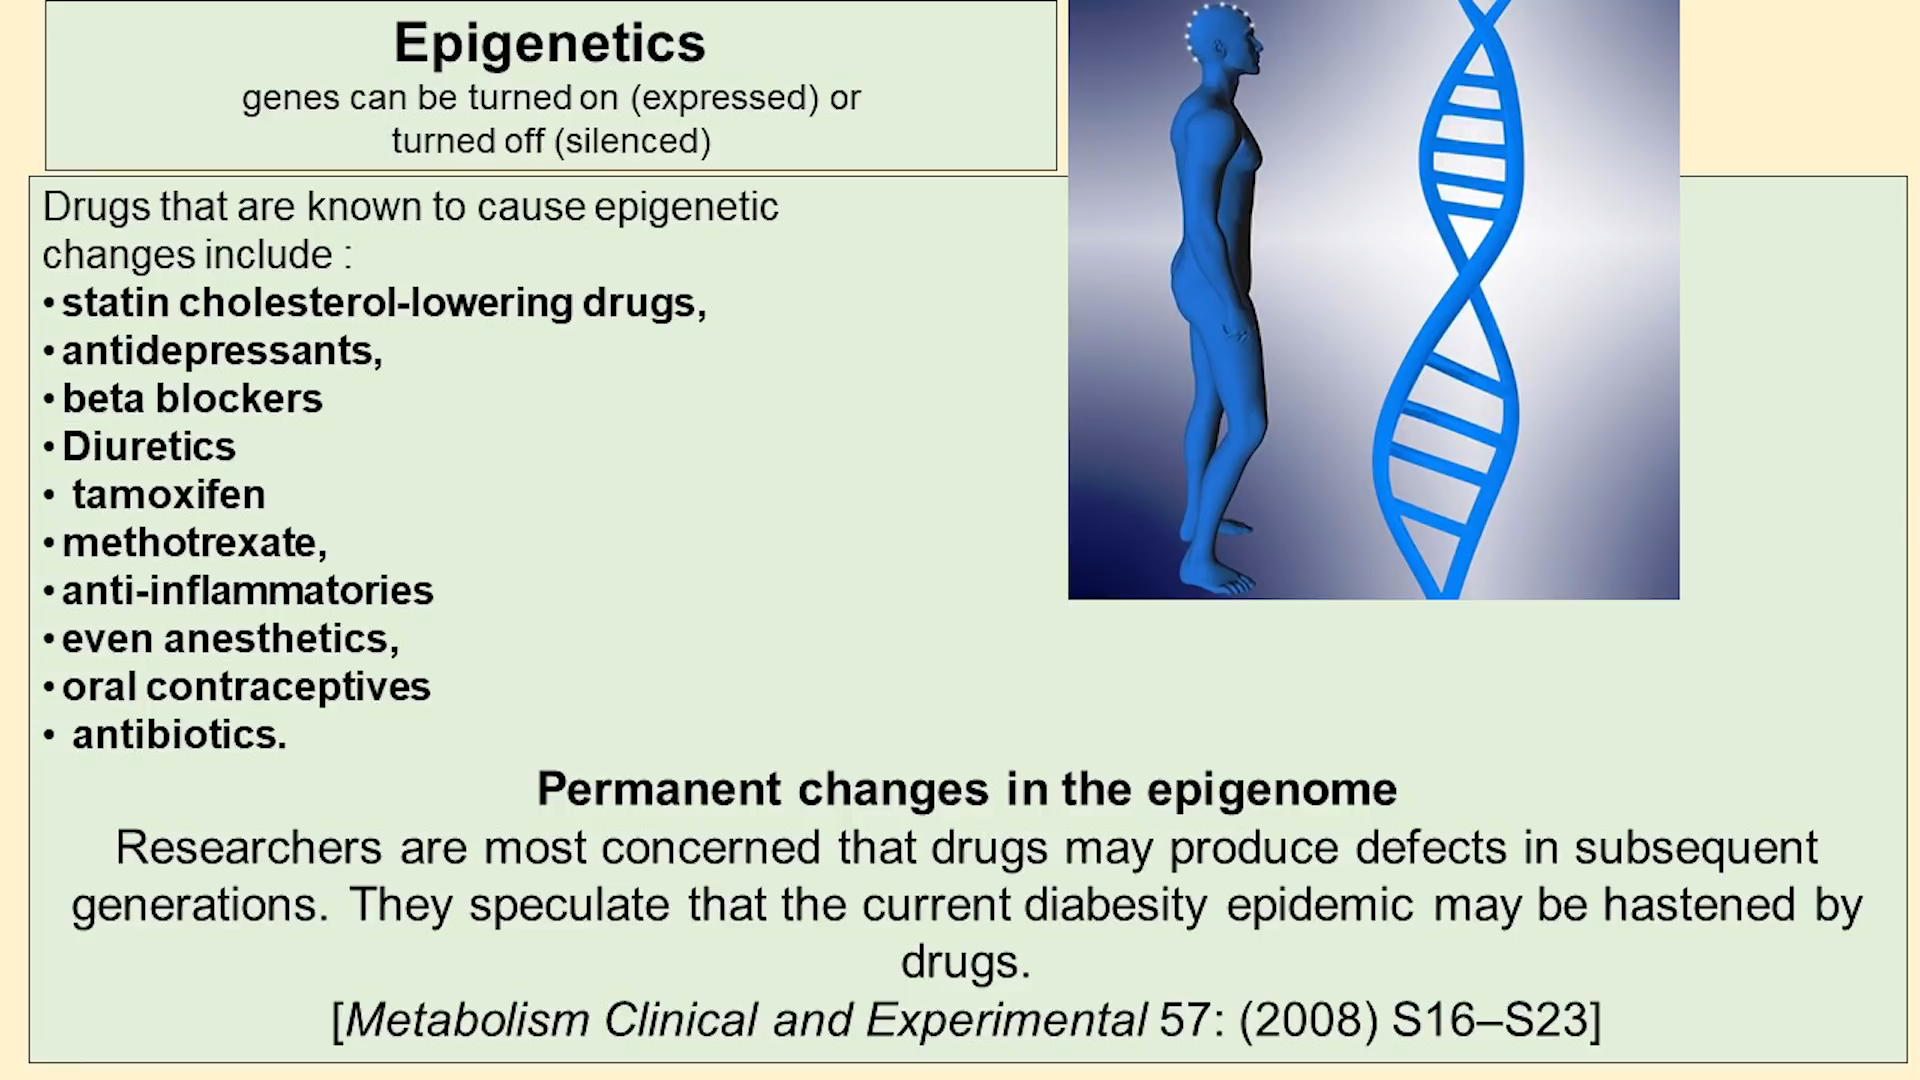 Epigenetics
genes can be turned on (expressed) or
turned off (silenced)
Drugs that are known to cause epigenetic
changes include :
• statin cholesterol-lowering drugs,
• antidepressants,
• beta blockers
• Diuretics
• tamoxifen
• methotrexate,
• anti-inflammatories
• even anesthetics,
• oral contraceptives
• antibiotics.
Permanent changes in the epigenome
Researchers are most concerned that drugs may produce defects in subsequent
generations. They speculate that the current diabesity epidemic may be hastened by
drugs.
[Metabolism Clinical and Experimental 57: (2008) S16–S23]